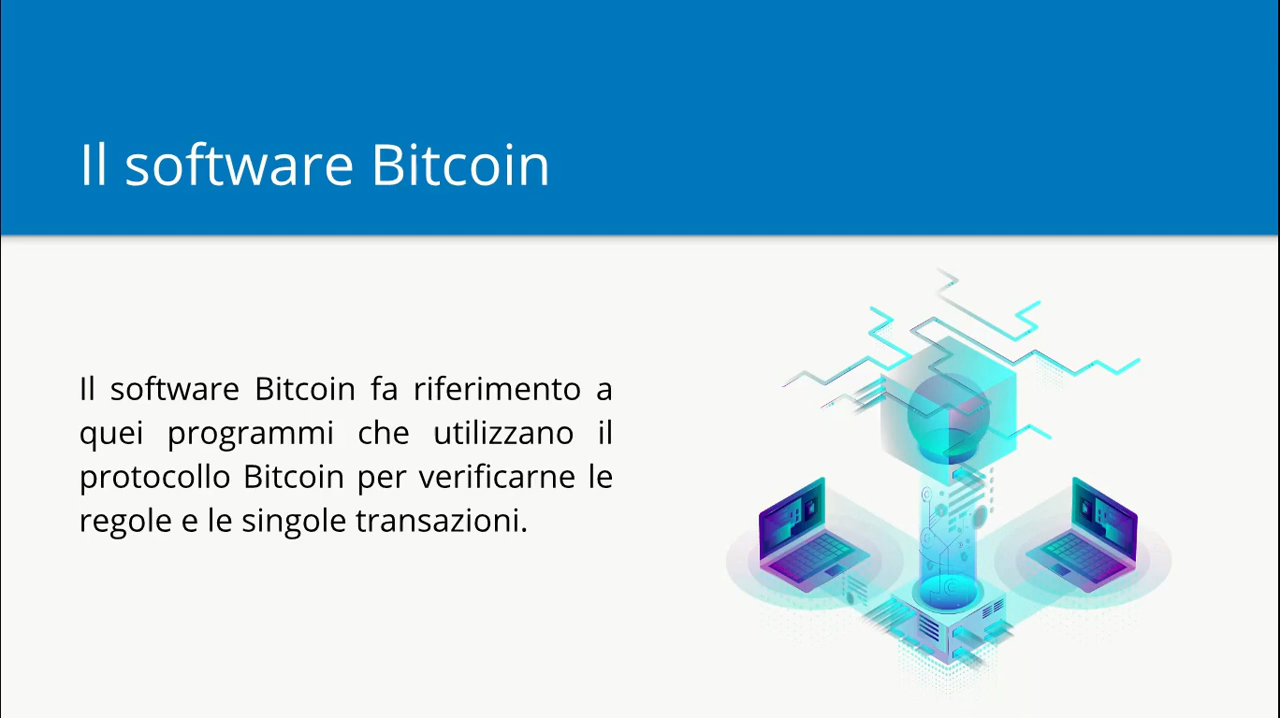 Il software Bitcoin
Il software Bitcoin fa riferimento a
quei programmi che utilizzano il
protocollo Bitcoin per verificarne le
regole e le singole transazioni.